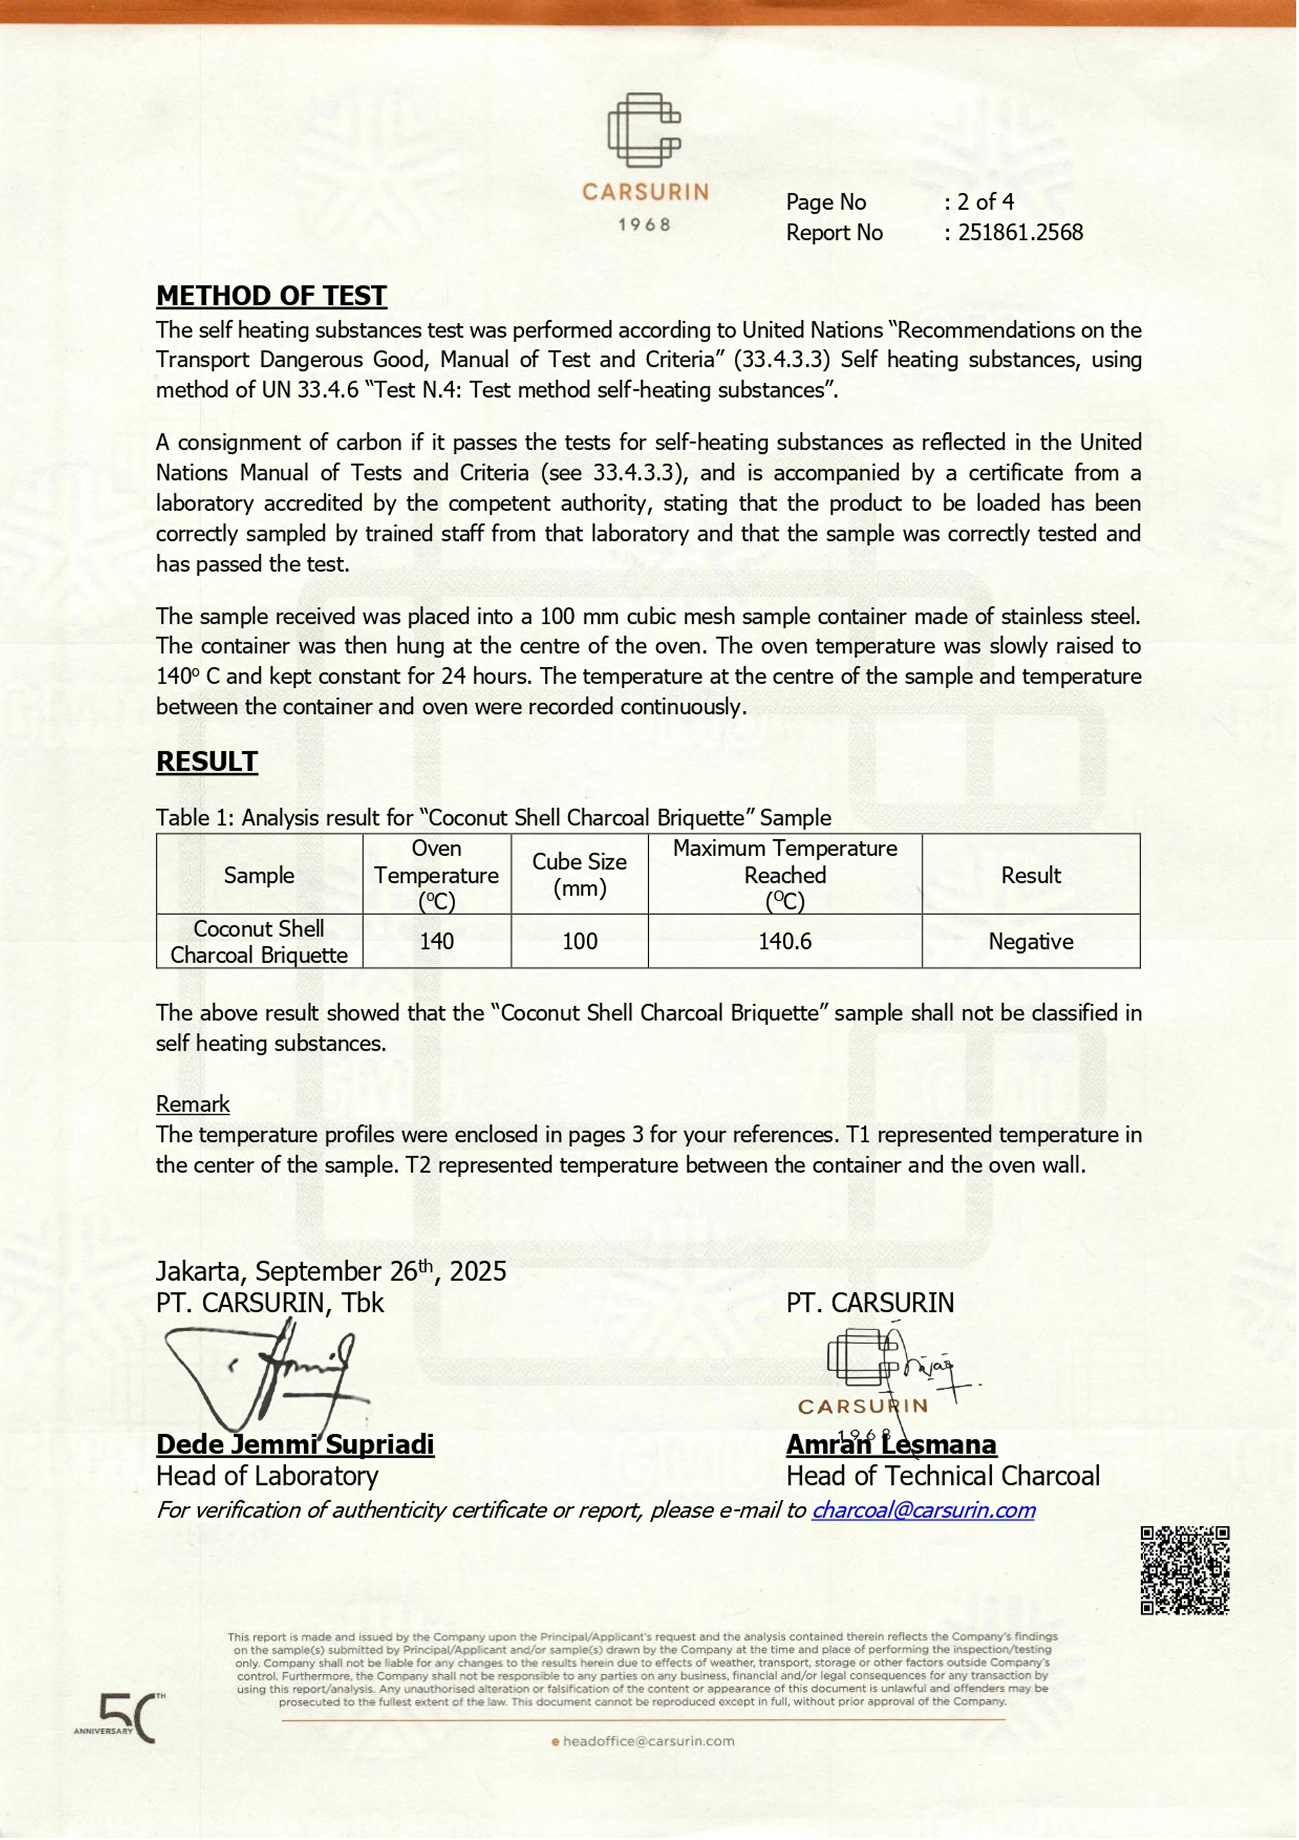 CARSURIN
1968
Page No : 2 of 4
Report No : 251861.2568
METHOD OF TEST
The self heating substances test was performed according to United Nations “Recommendations on the
Transport Dangerous Good, Manual of Test and Criteria” (33.4.3.3) Self heating substances, using
method of UN 33.4.6 “Test N.4: Test method self-heating substances”.
A consignment of carbon if it passes the tests for self-heating substances as reflected in the United
Nations Manual of Tests and Criteria (see 33.4.3.3), and is accompanied by a certificate from a
laboratory accredited by the competent authority, stating that the product to be loaded has been
correctly sampled by trained staff from that laboratory and that the sample was correctly tested and
has passed the test.
The sample received was placed into a 100 mm cubic mesh sample container made of stainless steel.
The container was then hung at the centre of the oven. The oven temperature was slowly raised to
140º C and kept constant for 24 hours. The temperature at the centre of the sample and temperature
between the container and oven were recorded continuously.
RESULT
Table 1: Analysis result for “Coconut Shell Charcoal Briquette” Sample
Sample
Oven
Temperature
(⁰C)
Cube Size
(mm)
Maximum Temperature
Reached
(ᴼC)
Result
Coconut Shell
Charcoal Briquette
140
100
140.6
Negative
The above result showed that the “Coconut Shell Charcoal Briquette” sample shall not be classified in
self heating substances.
Remark
The temperature profiles were enclosed in pages 3 for your references. T1 represented temperature in
the center of the sample. T2 represented temperature between the container and the oven wall.
Jakarta, September 26th, 2025
PT. CARSURIN, Tbk
PT. CARSURIN
CARSURIN
1968
Dede Jemmi Supriadi
Amran Lesmana
Head of Laboratory
Head of Technical Charcoal
For verification of authenticity certificate or report, please e-mail to charcoal@carsurin.com
This report is made and issued by the Company upon the Principal/Applicant's request and the analysis contained therein reflects the Company's findings
on the sample(s) submitted by Principal/Applicant and/or sample(s) drawn by the Company at the time and place of performing the inspection/testing
only. Company shall not be liable for any changes to the results herein due to effects of weather, transport, storage or other factors outside Company's
control. Furthermore, the Company shall not be responsible to any parties on any business, financial and/or legal consequences for any transaction by
using this report/analysis. Any unauthorised alteration or falsification of the content or appearance of this document is unlawful and offenders may be
prosecuted to the fullest extent of the law. This document cannot be reproduced except in full, without prior approval of the Company.
50TH
ANNIVERSARY
e headoffice@carsurin.com